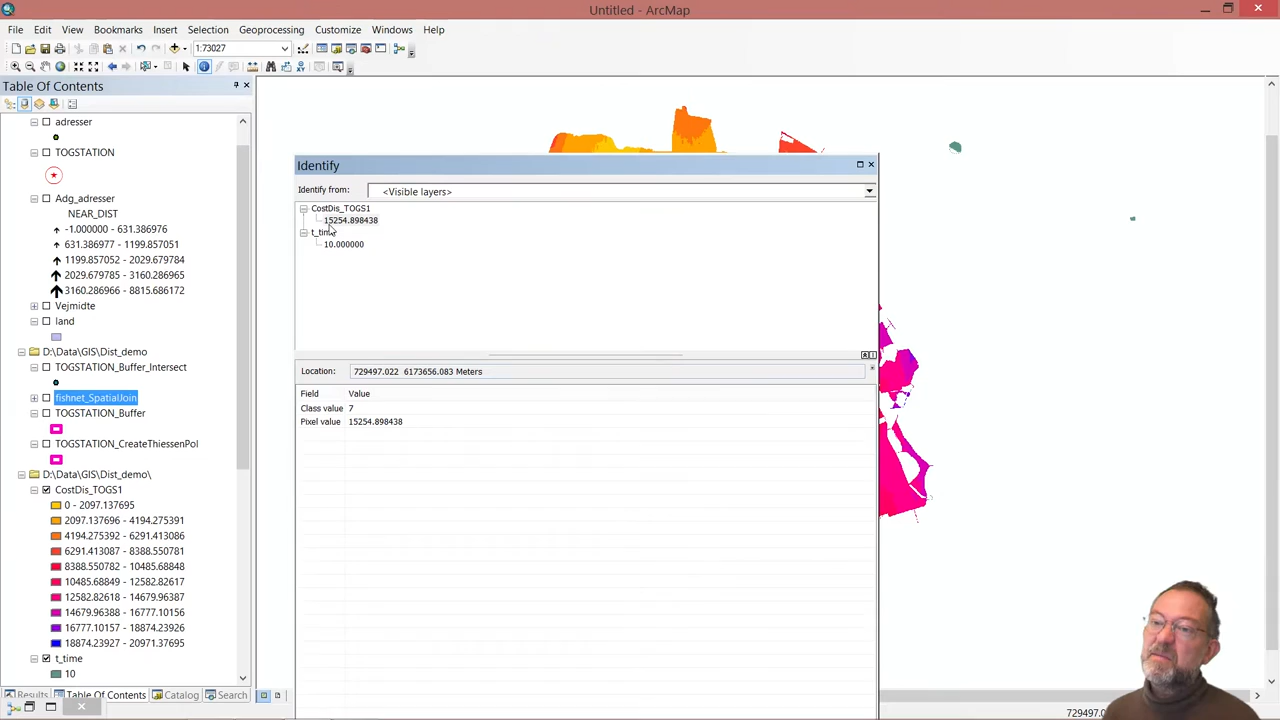 Untitled - ArcMap
File Edit View Bookmarks Insert Selection Geoprocessing Customize Windows Help
1:73027
Table Of Contents
adresser
TOGSTATION
Adg_adresser
NEAR_DIST
-1.000000 - 631.386976
631.386977 - 1199.857051
1199.857052 - 2029.679784
2029.679785 - 3160.286965
3160.286966 - 8815.686172
Vejmidte
land
D:\Data\GIS\Dist_demo
TOGSTATION_Buffer_Intersect
fishnet_SpatialJoin
TOGSTATION_Buffer
TOGSTATION_CreateThiessenPol
D:\Data\GIS\Dist_demo\
CostDis_TOGS1
0 - 2097.137695
2097.137696 - 4194.275391
4194.275392 - 6291.413086
6291.413087 - 8388.550781
8388.550782 - 10485.68848
10485.68849 - 12582.82617
12582.82618 - 14679.96387
14679.96388 - 16777.10156
16777.10157 - 18874.23926
18874.23927 - 20971.37695
t_time
10
Results Table Of Contents Catalog Search
Identify
Identify from: <Visible layers>
CostDis_TOGS1
15254.898438
t_time
10.000000
Location: 729497.022 6173656.083 Meters
Field Value
Class value 7
Pixel value 15254.898438